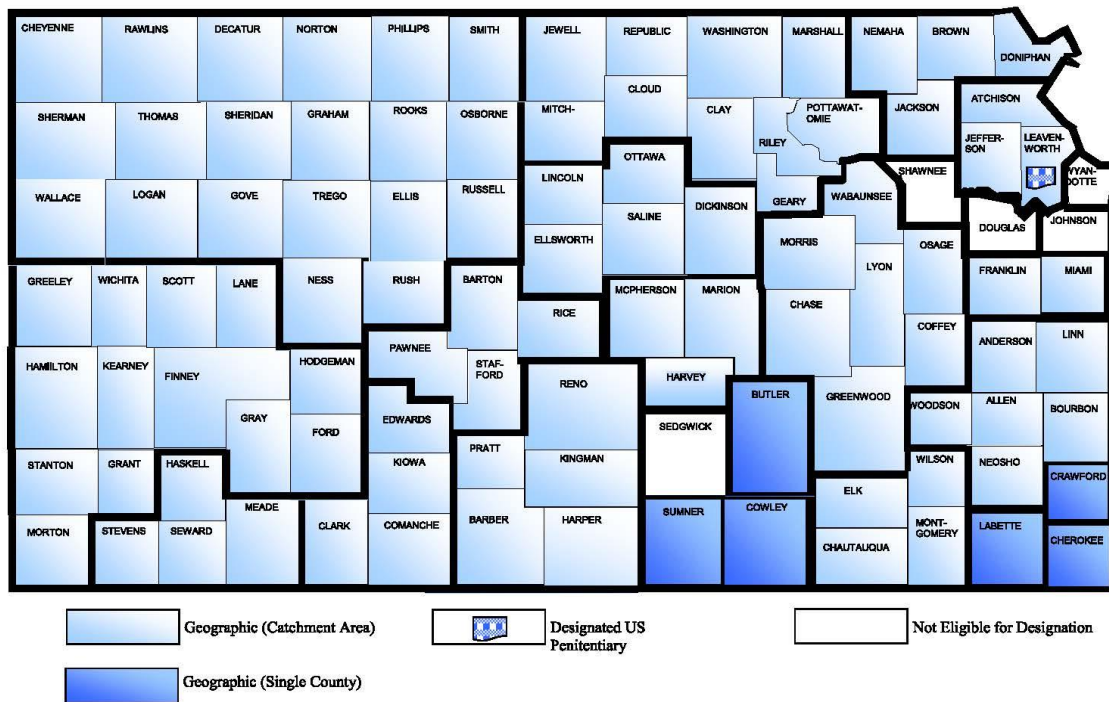 CHEYENNE
RAWLINS
DECATUR
NORTON
PHILLIPS
SMITH
JEWELL
REPUBLIC
WASHINGTON
MARSHALL
NEMAHA
BROWN
DONIPHAN
SHERMAN
THOMAS
SHERIDAN
GRAHAM
ROOKS
OSBORNE
MITCH-
CLOUD
CLAY
RILEY
POTTAWAT-
OMIE
JACKSON
ATCHISON
JEFFER-
SON
LEAVEN-
WORTH
WALLACE
LOGAN
GOVE
TREGO
ELLIS
RUSSELL
LINCOLN
OTTAWA
SALINE
DICKINSON
GEARY
WABAUNSEE
SHAWNEE
WYAN-
DOTTE
DOUGLAS
JOHNSON
ELLSWORTH
MORRIS
LYON
OSAGE
FRANKLIN
MIAMI
GREELEY
WICHITA
SCOTT
LANE
NESS
RUSH
BARTON
RICE
MCPHERSON
MARION
CHASE
COFFEY
ANDERSON
LINN
HAMILTON
KEARNEY
FINNEY
HODGEMAN
PAWNEE
STAF-
FORD
RENO
HARVEY
BUTLER
GREENWOOD
WOODSON
ALLEN
BOURBON
GRAY
FORD
EDWARDS
SEDGWICK
STANTON
GRANT
HASKELL
KIOWA
PRATT
KINGMAN
ELK
WILSON
NEOSHO
CRAWFORD
MORTON
STEVENS
SEWARD
MEADE
CLARK
COMANCHE
BARBER
HARPER
SUMNER
COWLEY
CHAUTAUQUA
MONT-
GOMERY
LABETTE
CHEROKEE
Geographic (Catchment Area)
Designated US
Penitentiary
Not Eligible for Designation
Geographic (Single County)